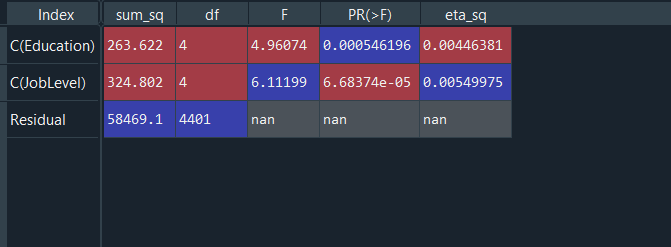 Index sum_sq df F PR(>F) eta_sq
C(Education) 263.622 4 4.96074 0.000546196 0.00446381
C(JobLevel) 324.802 4 6.11199 6.68374e-05 0.00549975
Residual 58469.1 4401 nan nan nan